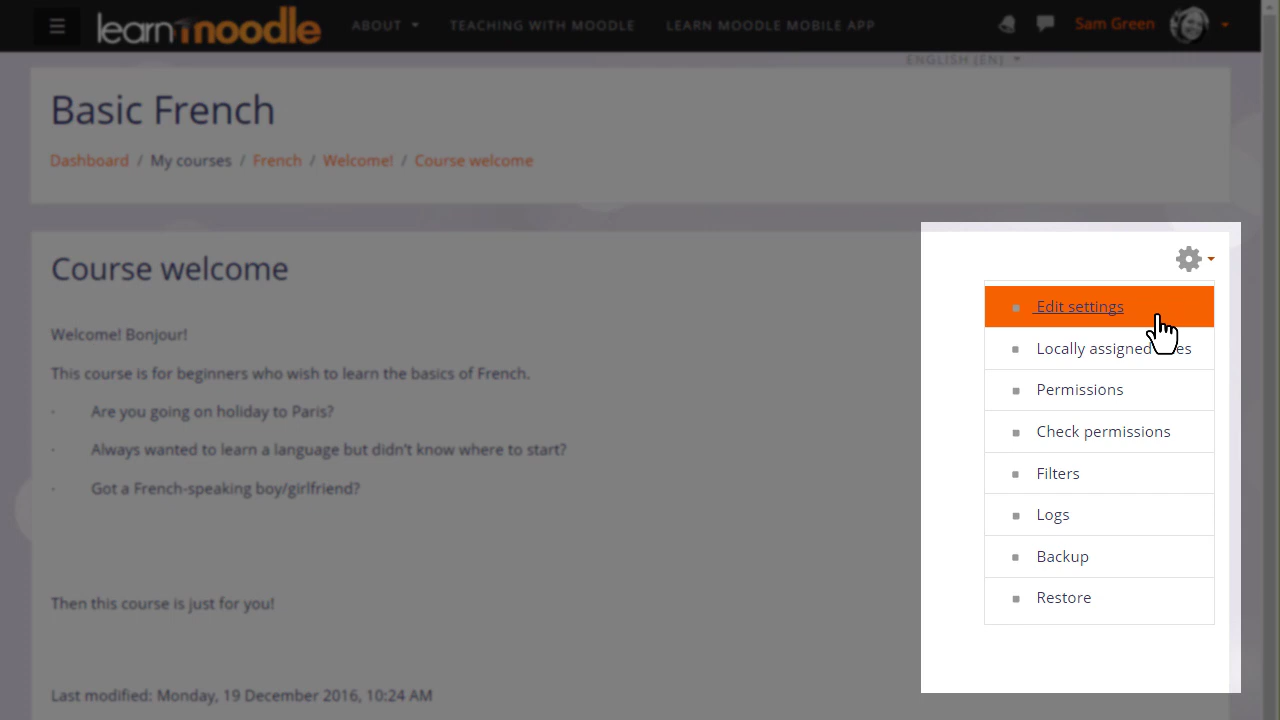 learn moodle ABOUT TEACHING WITH MOODLE LEARN MOODLE MOBILE APP Sam Green
ENGLISH (EN)
Basic French
Dashboard / My courses / French / Welcome! / Course welcome
Course welcome
Welcome! Bonjour!
This course is for beginners who wish to learn the basics of French.
· Are you going on holiday to Paris?
· Always wanted to learn a language but didn't know where to start?
· Got a French-speaking boy/girlfriend?
Then this course is just for you!
Last modified: Monday, 19 December 2016, 10:24 AM
Edit settings
Locally assigned
Permissions
Check permissions
Filters
Logs
Backup
Restore